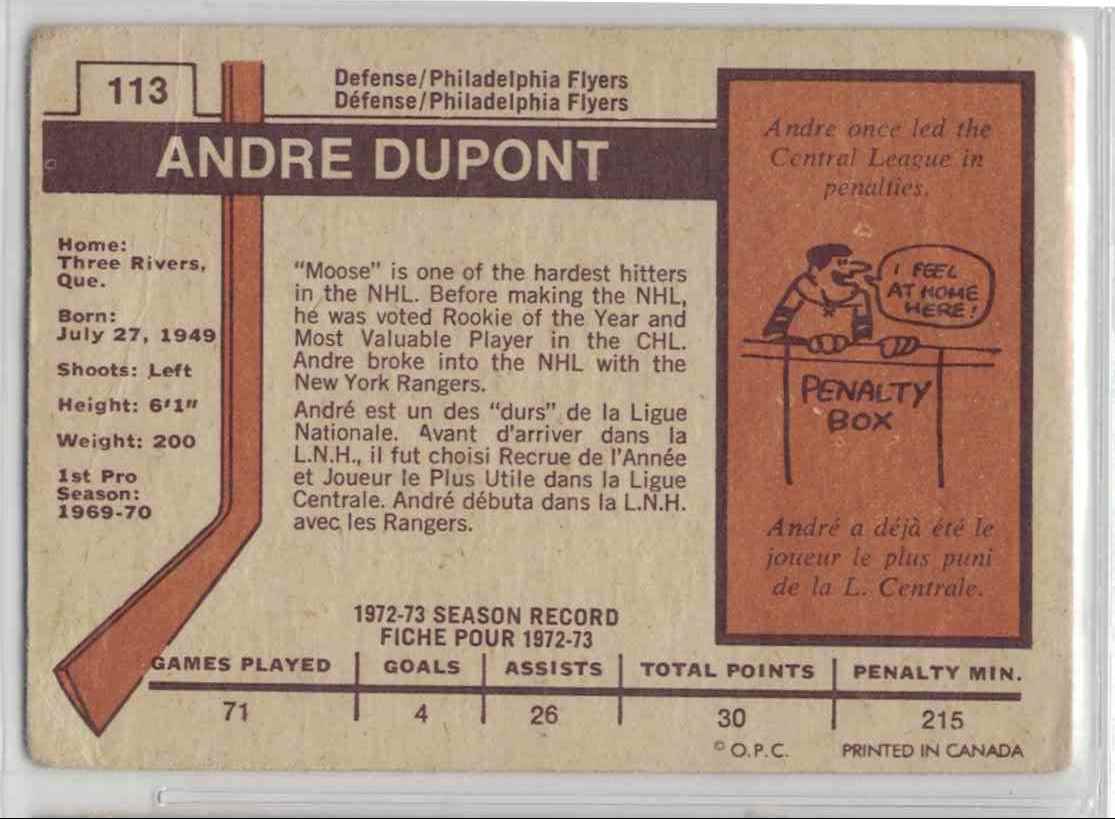 113
Defense/Philadelphia Flyers
Défense/Philadelphia Flyers
ANDRE DUPONT
Home:
Three Rivers,
Que.
Born:
July 27, 1949
Shoots: Left
Height: 6'1"
Weight: 200
1st Pro
Season:
1969-70
"Moose" is one of the hardest hitters
in the NHL. Before making the NHL,
he was voted Rookie of the Year and
Most Valuable Player in the CHL.
Andre broke into the NHL with the
New York Rangers.
André est un des "durs" de la Ligue
Nationale. Avant d'arriver dans la
L.N.H., il fut choisi Recrue de l'Année
et Joueur le Plus Utile dans la Ligue
Centrale. André débuta dans la L.N.H.
avec les Rangers.
Andre once led the
Central League in
penalties.
I FEEL
AT HOME
HERE!
PENALTY
BOX
André a déjà été le
joueur le plus puni
de la L. Centrale.
1972-73 SEASON RECORD
FICHE POUR 1972-73
GAMES PLAYED GOALS ASSISTS TOTAL POINTS PENALTY MIN.
71 4 26 30 215
© O.P.C. PRINTED IN CANADA